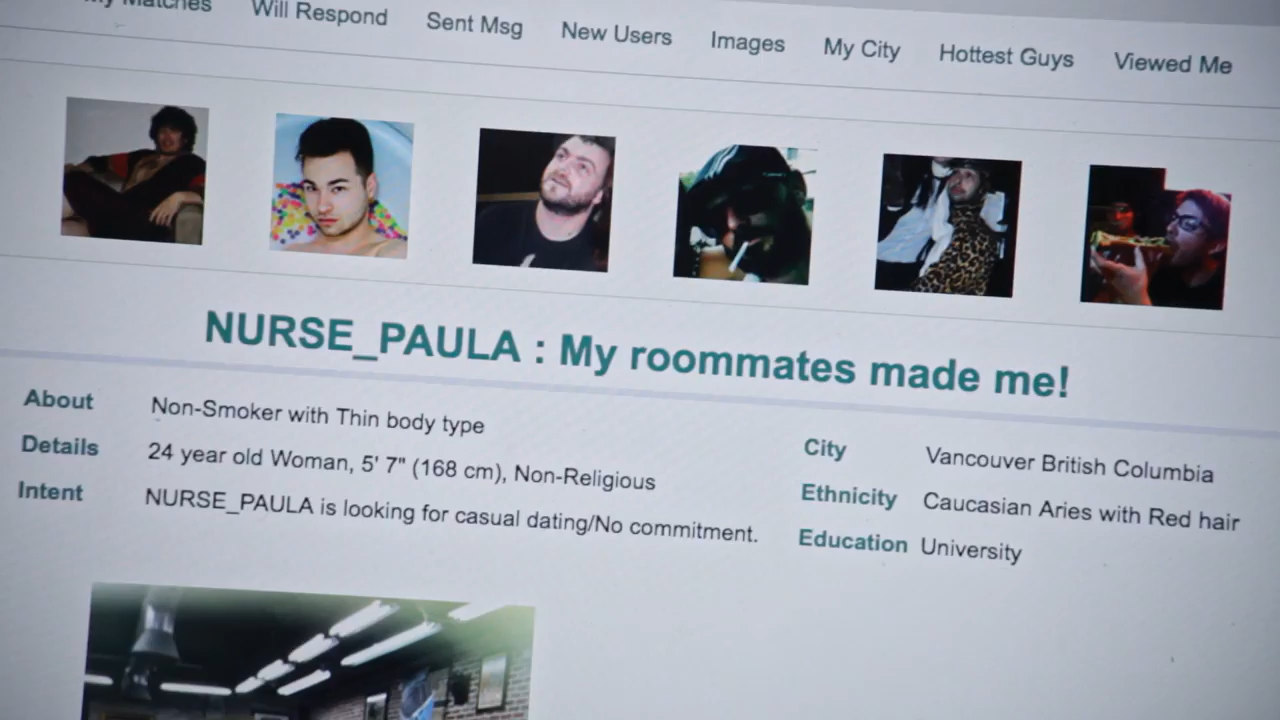 My Matches Will Respond Sent Msg New Users Images My City Hottest Guys Viewed Me
NURSE_PAULA : My roommates made me!
About Non-Smoker with Thin body type
Details 24 year old Woman, 5' 7" (168 cm), Non-Religious
Intent NURSE_PAULA is looking for casual dating/No commitment.
City Vancouver British Columbia
Ethnicity Caucasian Aries with Red hair
Education University